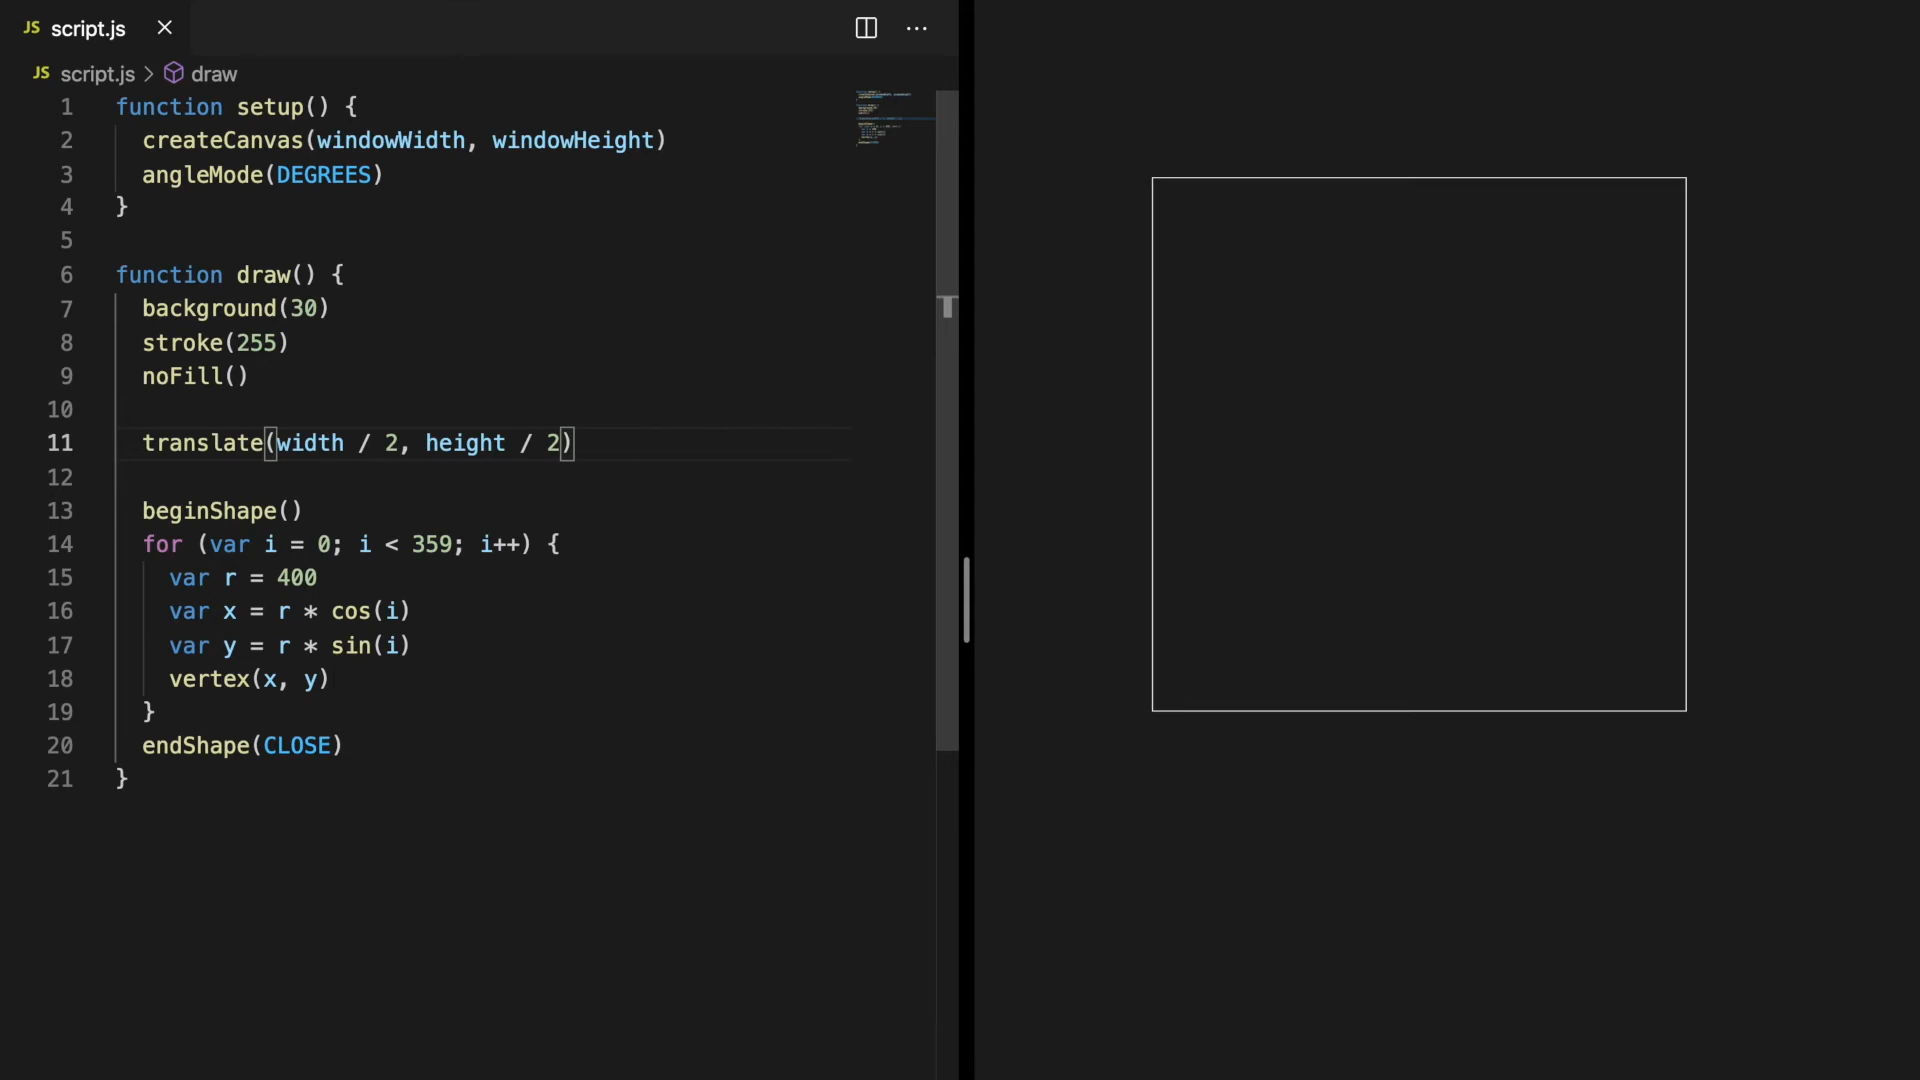 JS script.js
JS script.js > draw
1 function setup() {
2 createCanvas(windowWidth, windowHeight)
3 angleMode(DEGREES)
4 }
5
6 function draw() {
7 background(30)
8 stroke(255)
9 noFill()
10
11 translate(width / 2, height / 2)
12
13 beginShape()
14 for (var i = 0; i < 359; i++) {
15 var r = 400
16 var x = r * cos(i)
17 var y = r * sin(i)
18 vertex(x, y)
19 }
20 endShape(CLOSE)
21 }